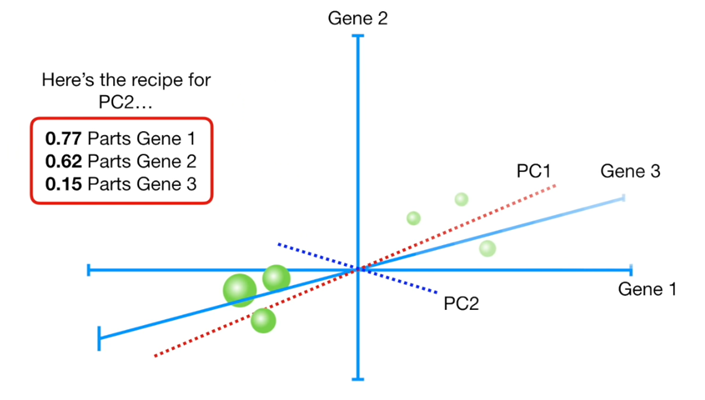 Gene 2
Here’s the recipe for
PC2…
0.77 Parts Gene 1
0.62 Parts Gene 2
0.15 Parts Gene 3
PC1
Gene 3
Gene 1
PC2